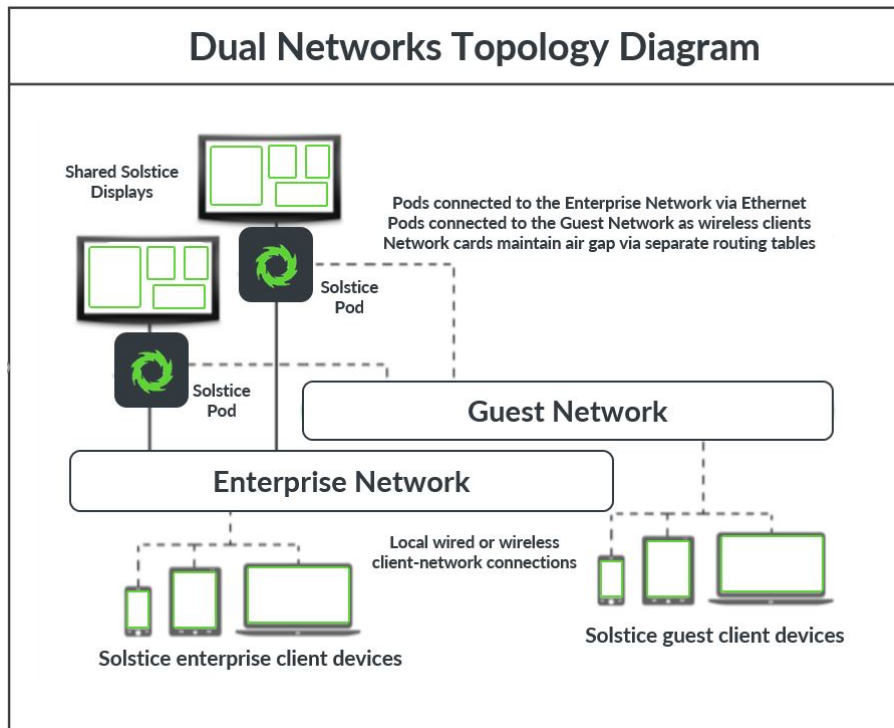 Dual Networks Topology Diagram
Shared Solstice
Displays
Pods connected to the Enterprise Network via Ethernet
Pods connected to the Guest Network as wireless clients
Network cards maintain air gap via separate routing tables
Solstice
Pod
Solstice
Pod
Guest Network
Enterprise Network
Local wired or wireless
client-network connections
Solstice guest client devices
Solstice enterprise client devices